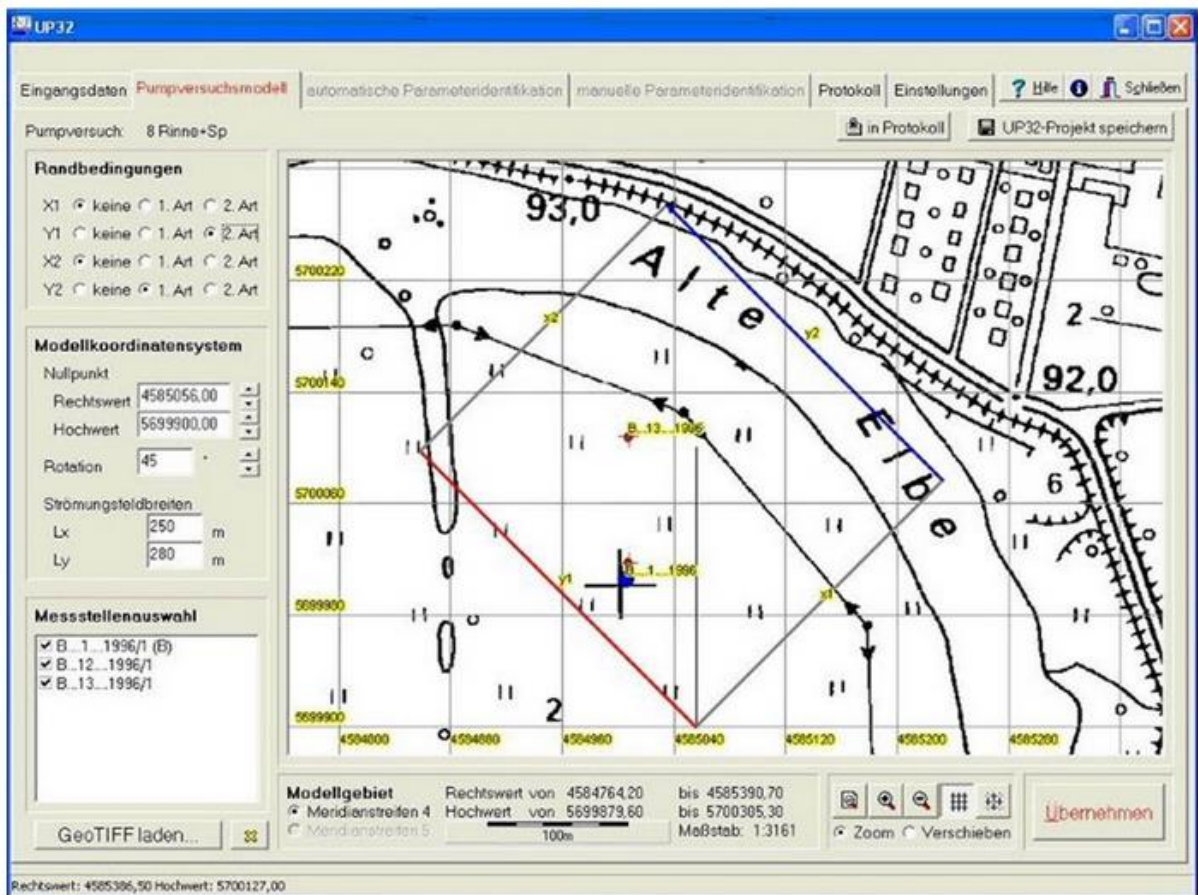 UP32
Eingangsdaten Pumpversuchsmodell automatische Parameteridentifikation manuelle Parameteridentifikation Protokoll Einstellungen ? Hilfe Schließen
Pumpversuch: 8 Rinne+Sp
in Protokoll UP32-Projekt speichern
Randbedingungen
X1 keine 1. Art 2. Art
Y1 keine 1. Art 2. Art
X2 keine 1. Art 2. Art
Y2 keine 1. Art 2. Art
Modellkoordinatensystem
Nullpunkt
Rechtswert 4585056,00
Hochwert 5699900,00
Rotation 45 °
Strömungsfeldbreiten
Lx 250 m
Ly 280 m
Messstellenauswahl
B...1....1996/1 (B)
B...12....1996/1
B...13....1996/1
GeoTIFF laden...
93,0
Alte Elbe
92,0
2
6
2
5700220
5700140
5700060
5699980
5699900
4584800 4584880 4584960 4585040 4585120 4585200 4585280
x2
y2
y1
x1
B...13....1996
B...1....1996
Modellgebiet
Meridianstreifen 4
Meridianstreifen 5
Rechtswert von 4584764,20 bis 4585390,70
Hochwert von 5699879,60 bis 5700305,30
100m
Maßstab: 1:3161
Zoom Verschieben
Übernehmen
Rechtswert: 4585386,50 Hochwert: 5700127,00